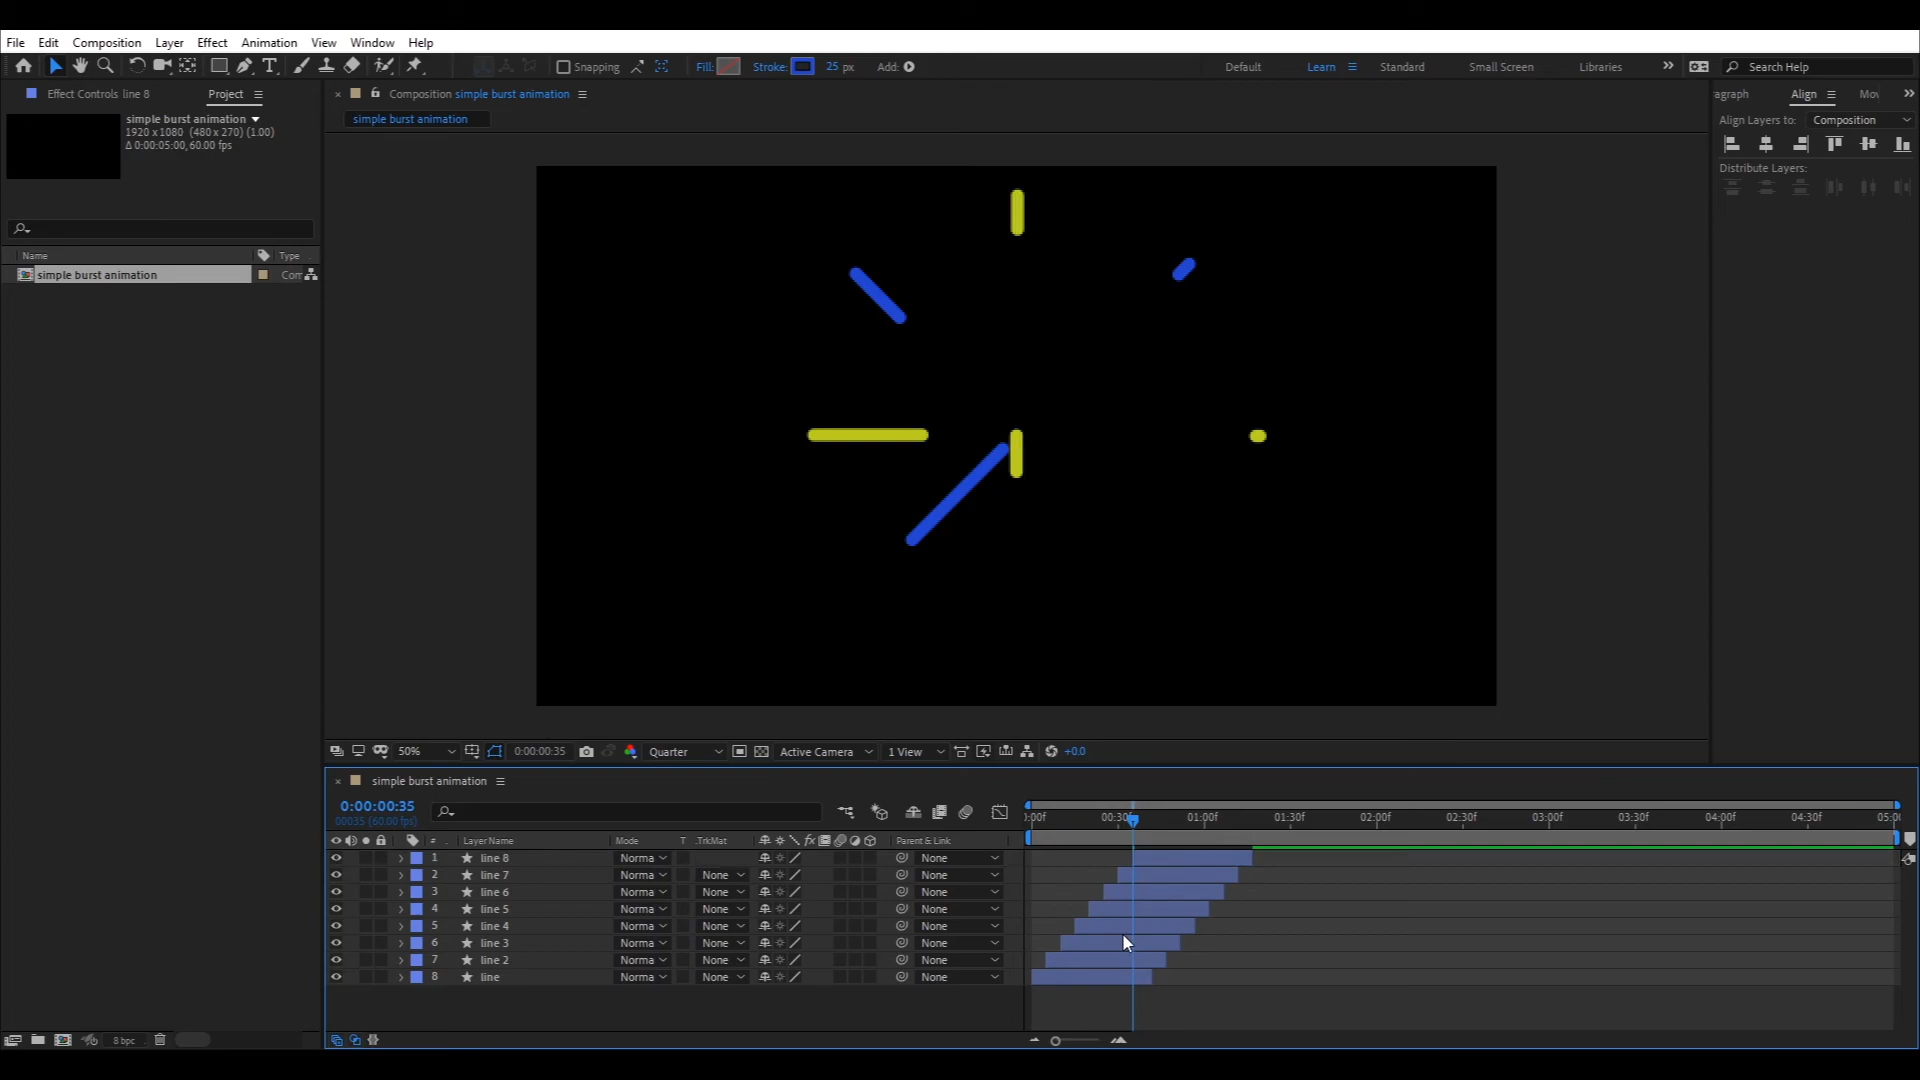 File Edit Composition Layer Effect Animation View Window Help
Snapping Fill: Stroke: 25 px Add: Default Learn Standard Small Screen Libraries Search Help
Effect Controls line 8 Project
Composition simple burst animation
ragraph Align Mov
simple burst animation
1920 x 1080 (480 x 270) (1.00)
Δ 0:00:05:00, 60.00 fps
simple burst animation
Align Layers to: Composition
Distribute Layers:
Name Type
simple burst animation Com
50% 0:00:00:35 Quarter Active Camera 1 View +0.0
simple burst animation
0:00:00:35
00035 (60.00 fps)
):00f 00:30f 01:00f 01:30f 02:00f 02:30f 03:00f 03:30f 04:00f 04:30f 05:00
# Layer Name Mode T .TrkMat fx Parent & Link
1 line 8 Norma None
2 line 7 Norma None None
3 line 6 Norma None None
4 line 5 Norma None None
5 line 4 Norma None None
6 line 3 Norma None None
7 line 2 Norma None None
8 line Norma None None
8 bpc